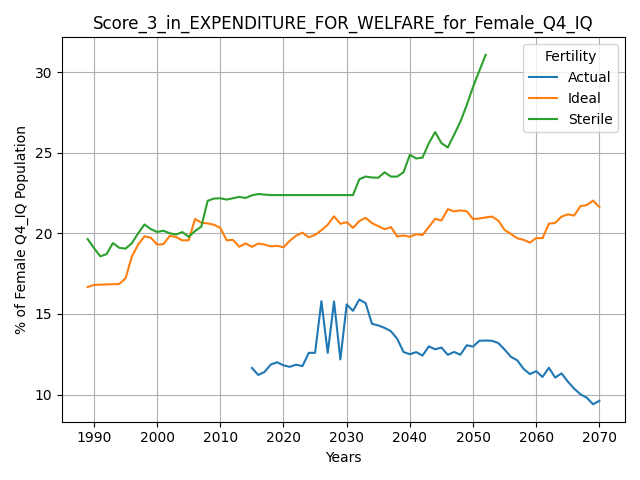 Score_3_in_EXPENDITURE_FOR_WELFARE_for_Female_Q4_IQ
Fertility
Actual
Ideal
Sterile
% of Female Q4_IQ Population
30
25
20
15
10
1990 2000 2010 2020 2030 2040 2050 2060 2070
Years